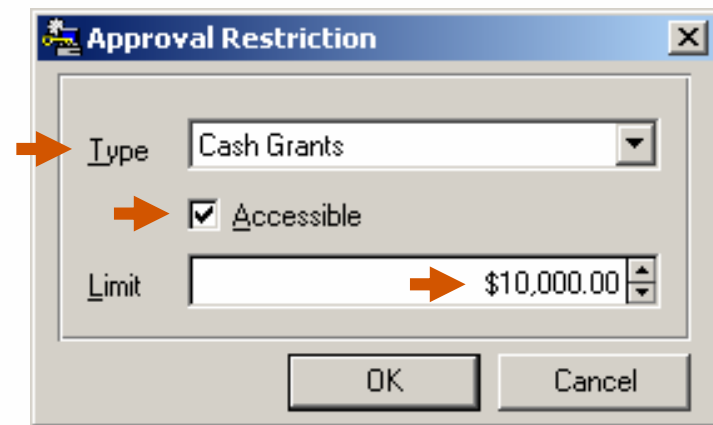 Approval Restriction
Type Cash Grants
Accessible
Limit $10,000.00
OK Cancel